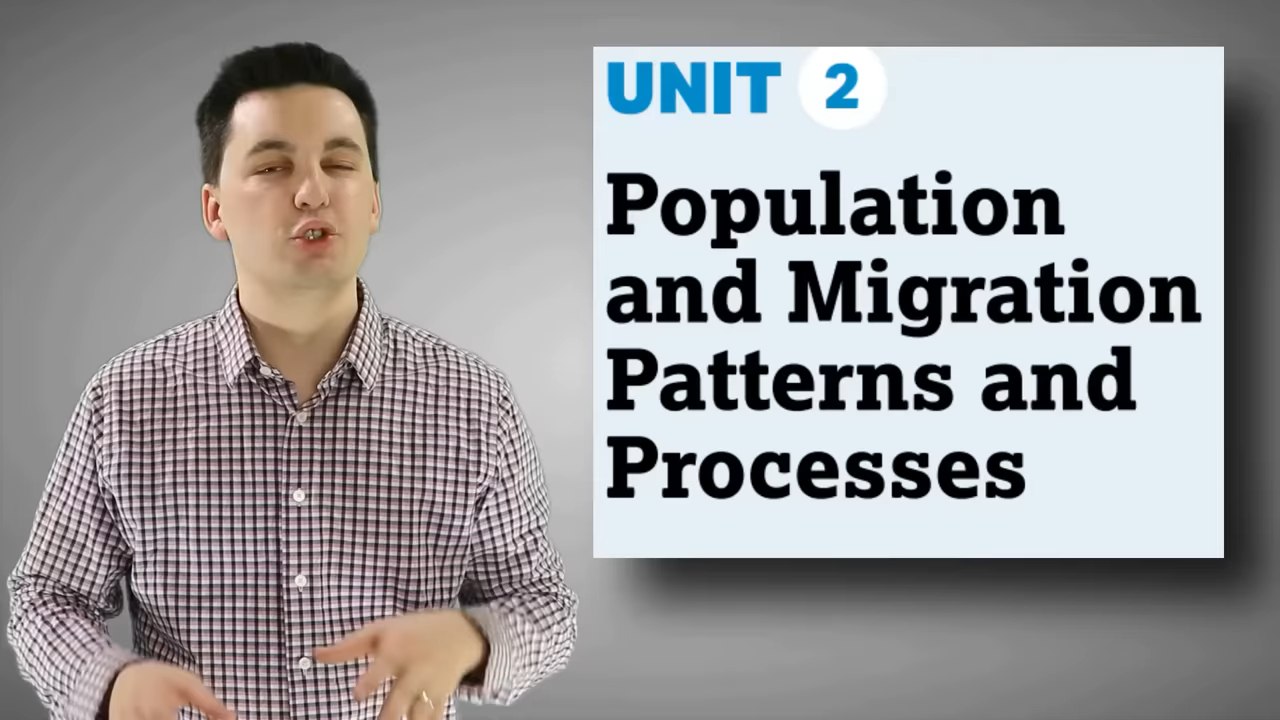 UNIT 2
Population
and Migration
Patterns and
Processes